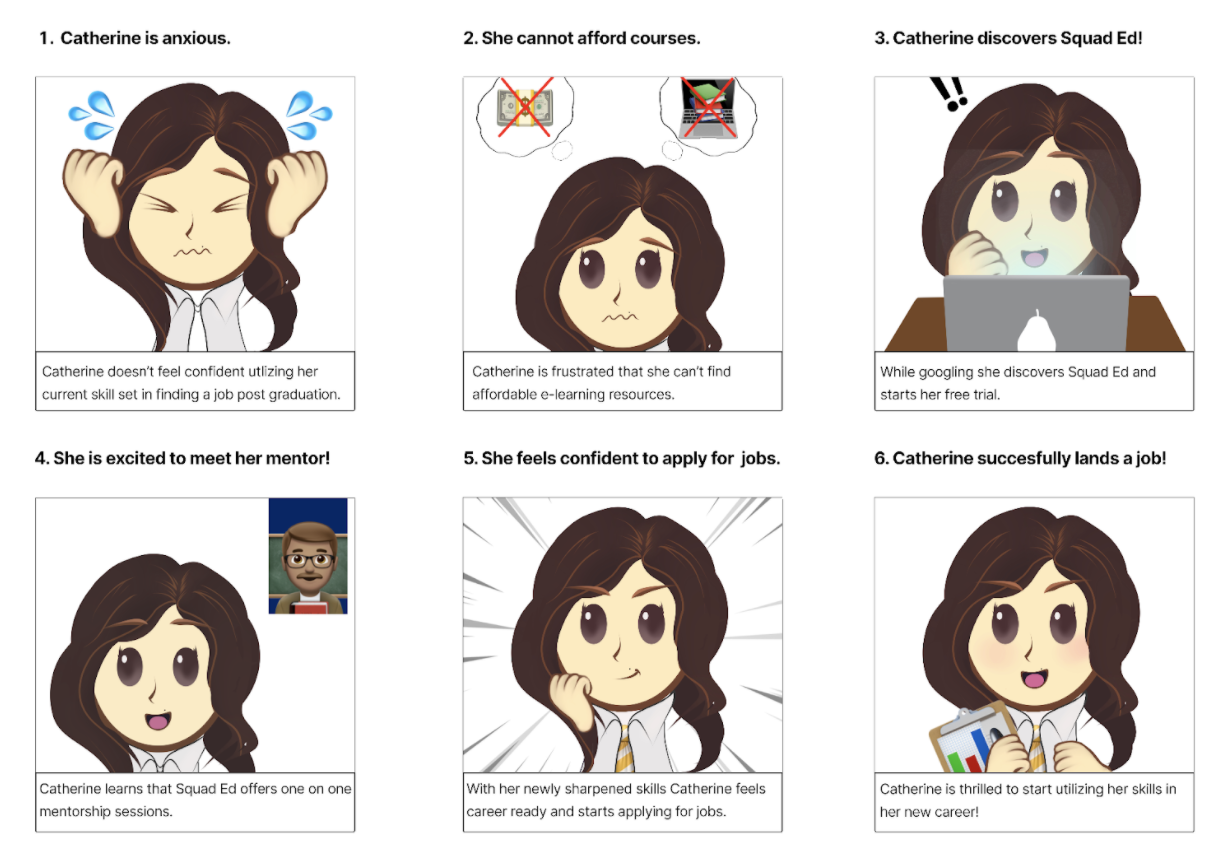 1. Catherine is anxious.
2. She cannot afford courses.
3. Catherine discovers Squad Ed!
Catherine doesn't feel confident utlizing her
current skill set in finding a job post graduation.
Catherine is frustrated that she can't find
affordable e-learning resources.
While googling she discovers Squad Ed and
starts her free trial.
4. She is excited to meet her mentor!
5. She feels confident to apply for jobs.
6. Catherine succesfully lands a job!
Catherine learns that Squad Ed offers one on one
mentorship sessions.
With her newly sharpened skills Catherine feels
career ready and starts applying for jobs.
Catherine is thrilled to start utilizing her skills in
her new career!